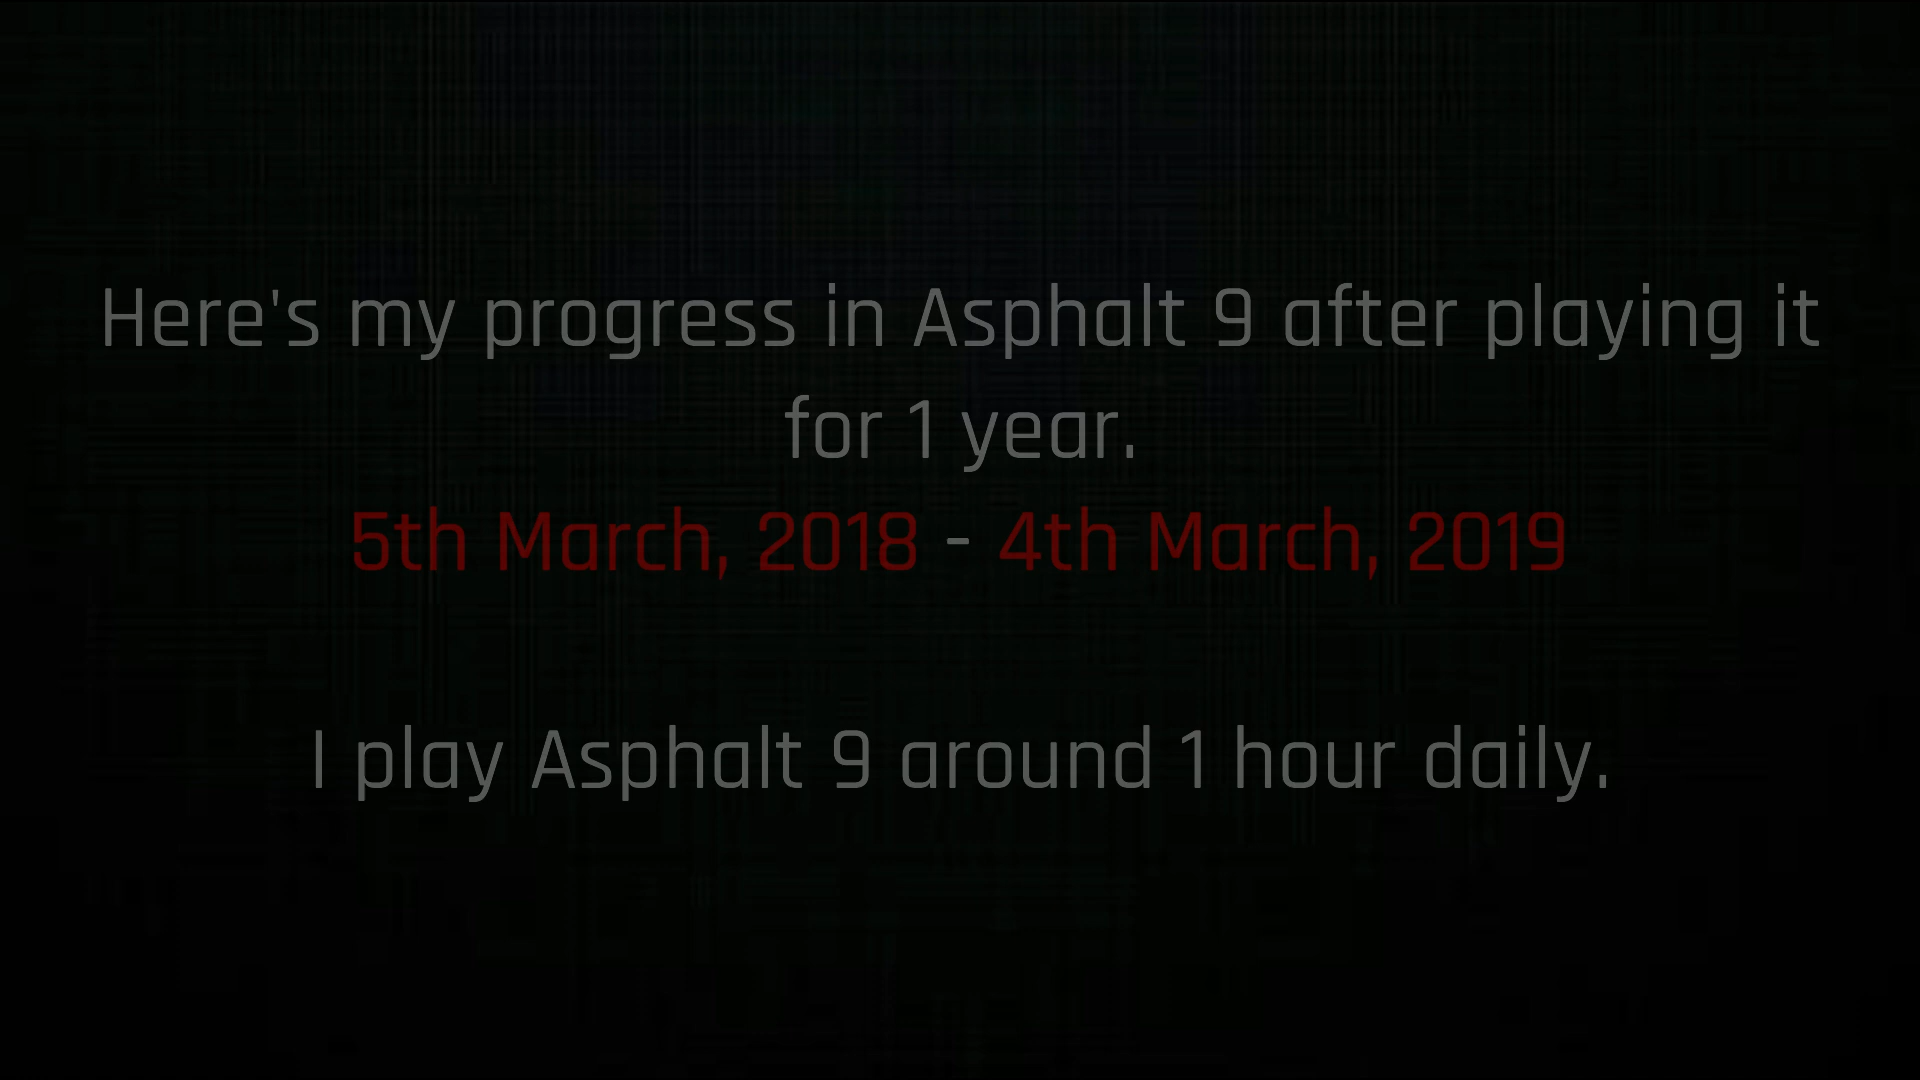 Here's my progress in Asphalt 9 after playing it
for 1 year.
5th March, 2018 - 4th March, 2019
I play Asphalt 9 around 1 hour daily.